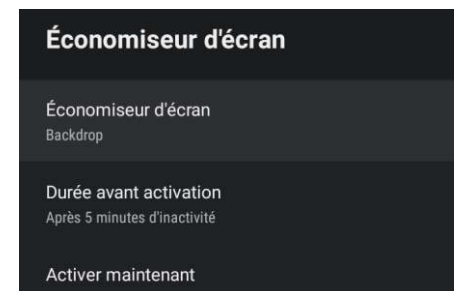 Économiseur d'écran
Économiseur d'écran
Backdrop
Durée avant activation
Après 5 minutes d'inactivité
Activer maintenant